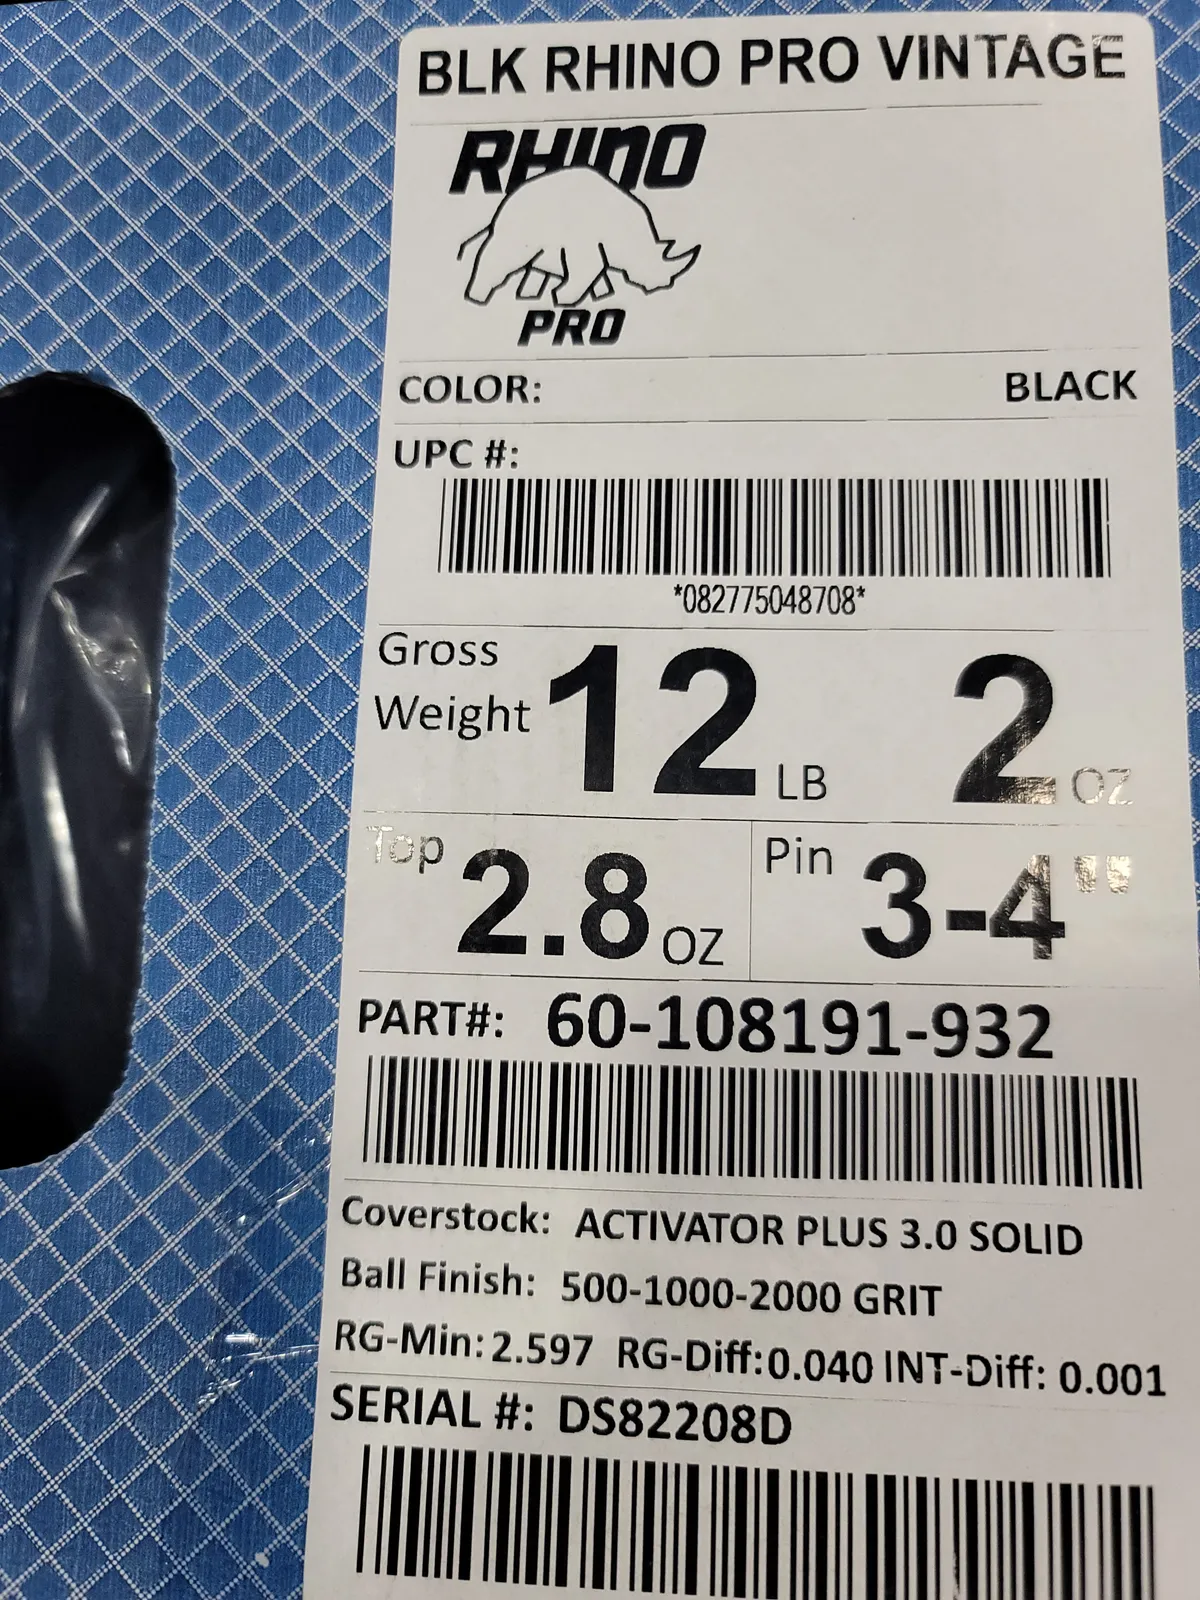 BLK RHINO PRO VINTAGE
RHINO
PRO
COLOR: BLACK
UPC #:
*082775048708*
Gross Weight 12 LB 2 OZ
Top 2.8 OZ Pin 3-4"
PART#: 60-108191-932
Coverstock: ACTIVATOR PLUS 3.0 SOLID
Ball Finish: 500-1000-2000 GRIT
RG-Min: 2.597 RG-Diff: 0.040 INT-Diff: 0.001
SERIAL #: DS82208D